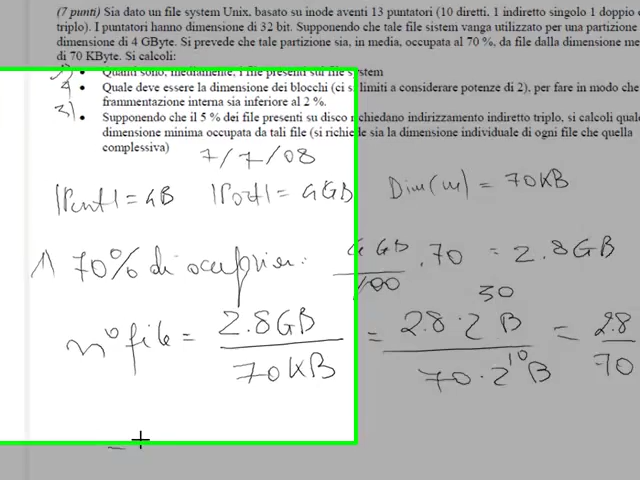 (7 punti) Sia dato un file system Unix, basato su inode aventi 13 puntatori (10 diretti, 1 indiretto singolo 1 doppio e
triplo). I puntatori hanno dimensione di 32 bit. Supponendo che tale file sistem vanga utilizzato per una partizione
dimensione di 4 GByte. Si prevede che tale partizione sia, in media, occupata al 70 %, da file dalla dimensione me
di 70 KByte. Si calcoli:
• Quanti sono, mediamente, i file presenti sul file system
• Quale deve essere la dimensione dei blocchi (ci si limiti a considerare potenze di 2), per fare in modo che
frammentazione interna sia inferiore al 2 %.
3) • Supponendo che il 5 % dei file presenti su disco richiedano indirizzamento indiretto triplo, si calcoli quale
dimensione minima occupata da tali file (si richiede sia la dimensione individuale di ogni file che quella
complessiva)
7/7/08
|Punt| = 4B |Part| = 4GB Dim(m) = 70KB
1) 70% di : 4 GB/100 · 70 = 2.8GB
n° file = 2.8GB/70KB = 2.8 · 2^30 B/70 · 2^10 B = 2.8/70
=